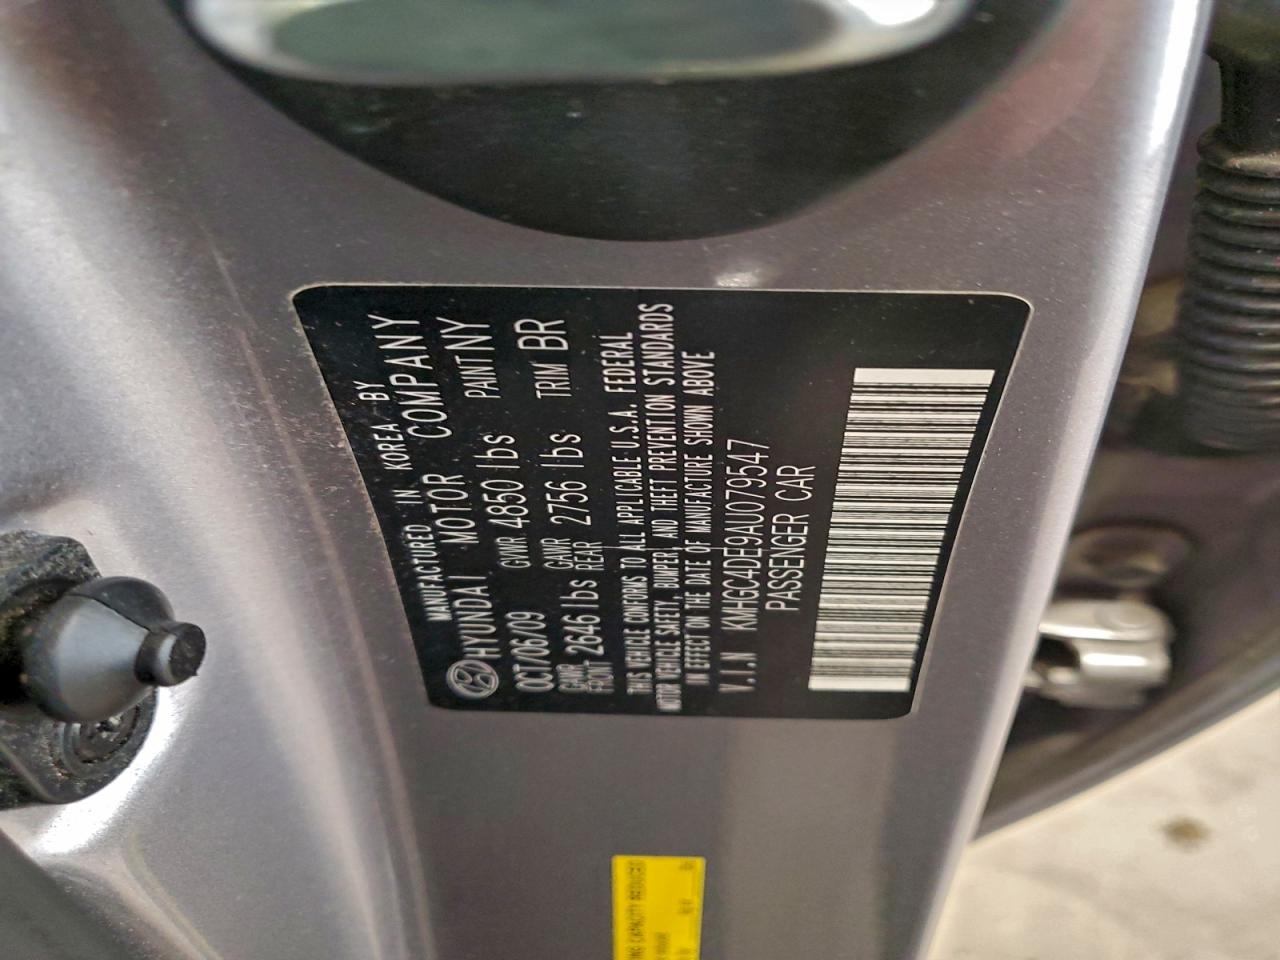 MANUFACTURED IN KOREA BY
HYUNDAI MOTOR COMPANY
OCT/06/09 GVWR 4850 lbs PAINT NY
GAWR FRONT 2646 lbs GAWR REAR 2756 lbs TRIM BR
THIS VEHICLE CONFORMS TO ALL APPLICABLE U.S.A. FEDERAL
MOTOR VEHICLE SAFETY, BUMPER, AND THEFT PREVENTION STANDARDS
IN EFFECT ON THE DATE OF MANUFACTURE SHOWN ABOVE
V.I.N KMHGC4DE9AU079547
PASSENGER CAR
CAPACITY REDUCED